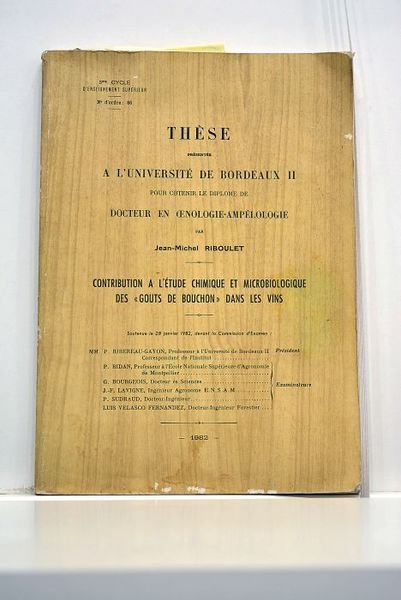 3me CYCLE
D'ENSEIGNEMENT SUPÉRIEUR
N° d'ordre : 86
THÈSE
PRÉSENTÉE
A L'UNIVERSITÉ DE BORDEAUX II
POUR OBTENIR LE DIPLOME DE
DOCTEUR EN ŒNOLOGIE-AMPÉLOLOGIE
PAR
Jean-Michel RIBOULET
CONTRIBUTION A L'ÉTUDE CHIMIQUE ET MICROBIOLOGIQUE
DES «GOUTS DE BOUCHON» DANS LES VINS
Soutenue le 29 janvier 1982, devant la Commission d'Examen :
MM. P. RIBEREAU-GAYON, Professeur à l'Université de Bordeaux II Président
Correspondant de l'Institut
P. BIDAN, Professeur à l'École Nationale Supérieure d'Agronomie
de Montpellier
G. BOURGEOIS, Docteur ès Sciences
J.-F. LAVIGNE, Ingénieur Agronome E.N.S.A.M. Examinateurs
P. SUDRAUD, Docteur-Ingénieur
LUIS VELASCO FERNANDEZ, Docteur-Ingénieur Forestier
— 1982 —